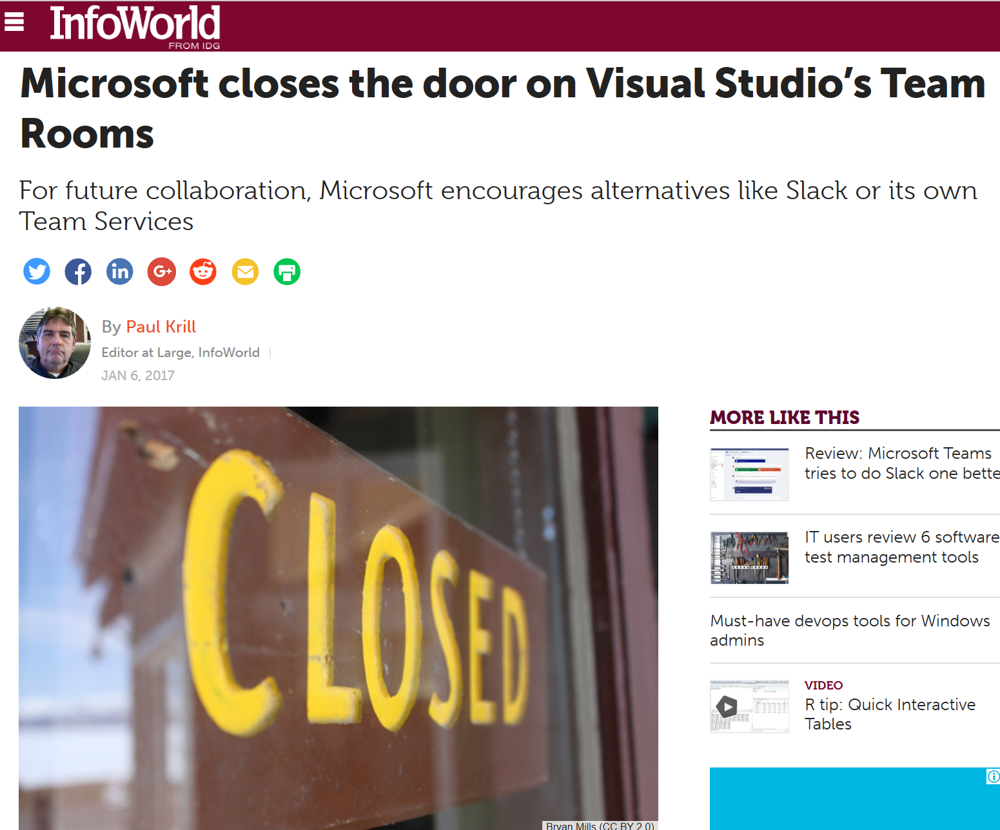 InfoWorld
FROM IDG
Microsoft closes the door on Visual Studio’s Team
Rooms
For future collaboration, Microsoft encourages alternatives like Slack or its own
Team Services
in
G+
By Paul Krill
Editor at Large, InfoWorld
JAN 6, 2017
CLOSED
Bryan Mills (CC BY 2.0)
MORE LIKE THIS
Review: Microsoft Teams
tries to do Slack one bette
IT users review 6 software
test management tools
Must-have devops tools for Windows
admins
VIDEO
R tip: Quick Interactive
Tables